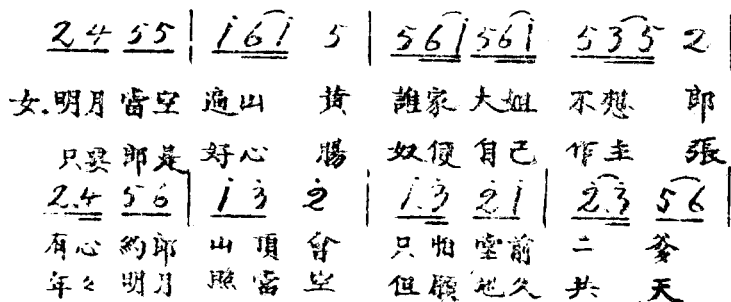 2 4 5 5 | 1̇ 6 1̇ 5 | 5 6 1̇ 5 6 1̇ 5 3 5 2 |
女.明月當空 遍山 黄 誰家大姐 不想 郎
只要郎是 好心 腸 奴便自己 作主 張
2.4 5 6 | 1̇ 3̇ 2̇ | 1̇.3̇ 2̇ 1̇ | 2̇.3̇ 5 6
有心約郎 山頂 會 只怕堂前 二爹
年々明月 照當 空 但願地久 共天